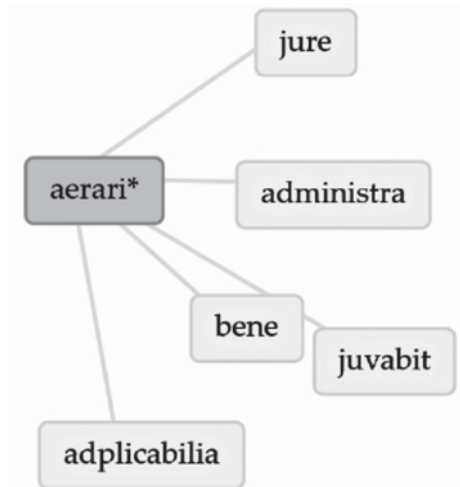 jure
aerari*
administra
bene
juvabit
adplicabilia